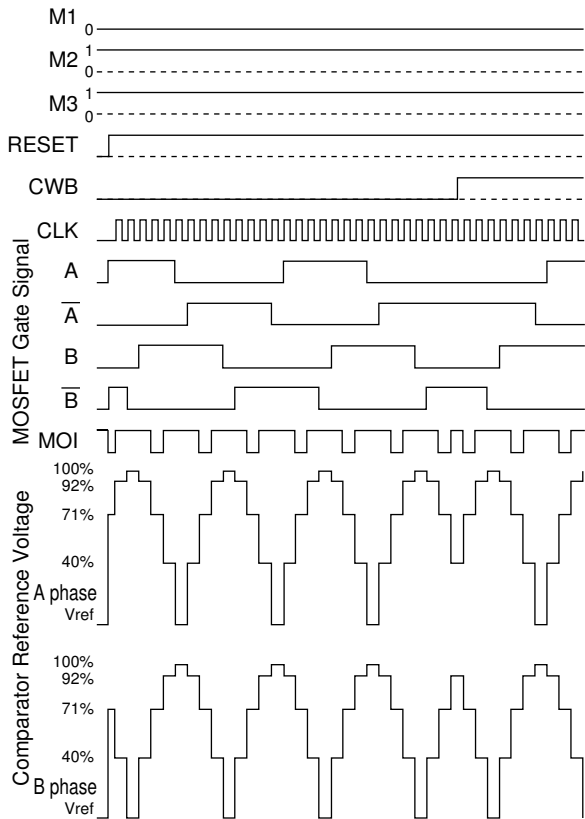 M1
0
1
M2
0
1
M3
0
RESET
CWB
CLK
MOSFET Gate Signal
A
A
B
B
MOI
Comparator Reference Voltage
100%
92%
71%
40%
A phase
Vref
100%
92%
71%
40%
B phase
Vref